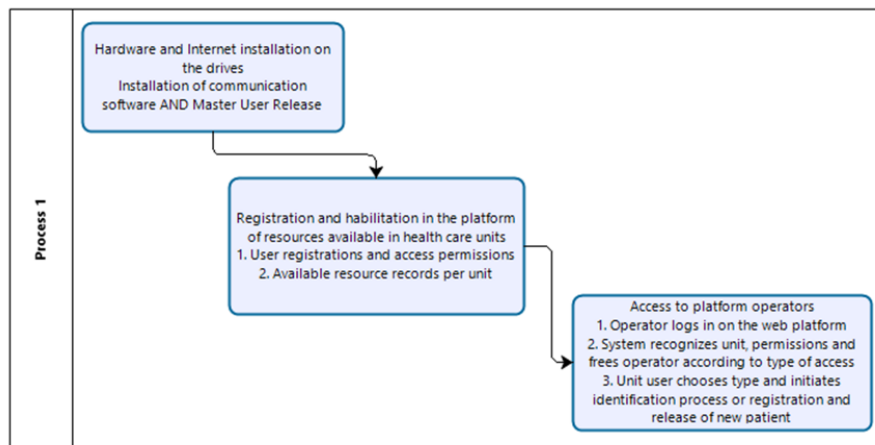 Process 1
Hardware and Internet installation on
the drives
Installation of communication
software AND Master User Release
Registration and habilitation in the platform
of resources available in health care units
1. User registrations and access permissions
2. Available resource records per unit
Access to platform operators
1. Operator logs in on the web platform
2. System recognizes unit, permissions and
frees operator according to type of access
3. Unit user chooses type and initiates
identification process or registration and
release of new patient